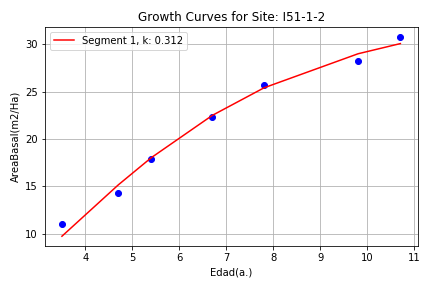 Growth Curves for Site: I51-1-2
Segment 1, k: 0.312
AreaBasal(m2/Ha)
30
25
20
15
10
4 5 6 7 8 9 10 11
Edad(a.)